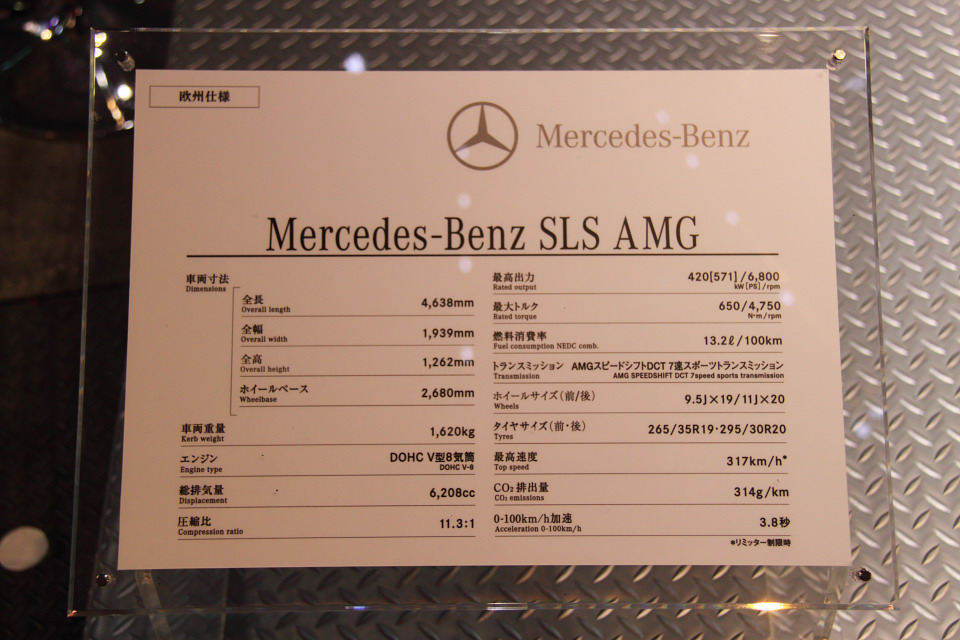 欧州仕様
Mercedes-Benz
Mercedes-Benz SLS AMG
車両寸法
Dimensions
全長 4,638mm
Overall length
全幅 1,939mm
Overall width
全高 1,262mm
Overall height
ホイールベース 2,680mm
Wheelbase
車両重量 1,620kg
Kerb weight
エンジン DOHC V型8気筒
Engine type DOHC V-8
総排気量 6,208cc
Displacement
圧縮比 11.3:1
Compression ratio
最高出力 420[571]/6,800
Rated output kW[PS]/rpm
最大トルク 650/4,750
Rated torque N・m/rpm
燃料消費率 13.2ℓ/100km
Fuel consumption NEDC comb.
トランスミッション AMGスピードシフトDCT 7速スポーツトランスミッション
Transmission AMG SPEEDSHIFT DCT 7speed sports transmission
ホイールサイズ(前/後) 9.5J×19/11J×20
Wheels
タイヤサイズ(前・後) 265/35R19・295/30R20
Tyres
最高速度 317km/h*
Top speed
CO₂排出量 314g/km
CO₂ emissions
0-100km/h加速 3.8秒
Acceleration 0-100km/h
*リミッター制限時